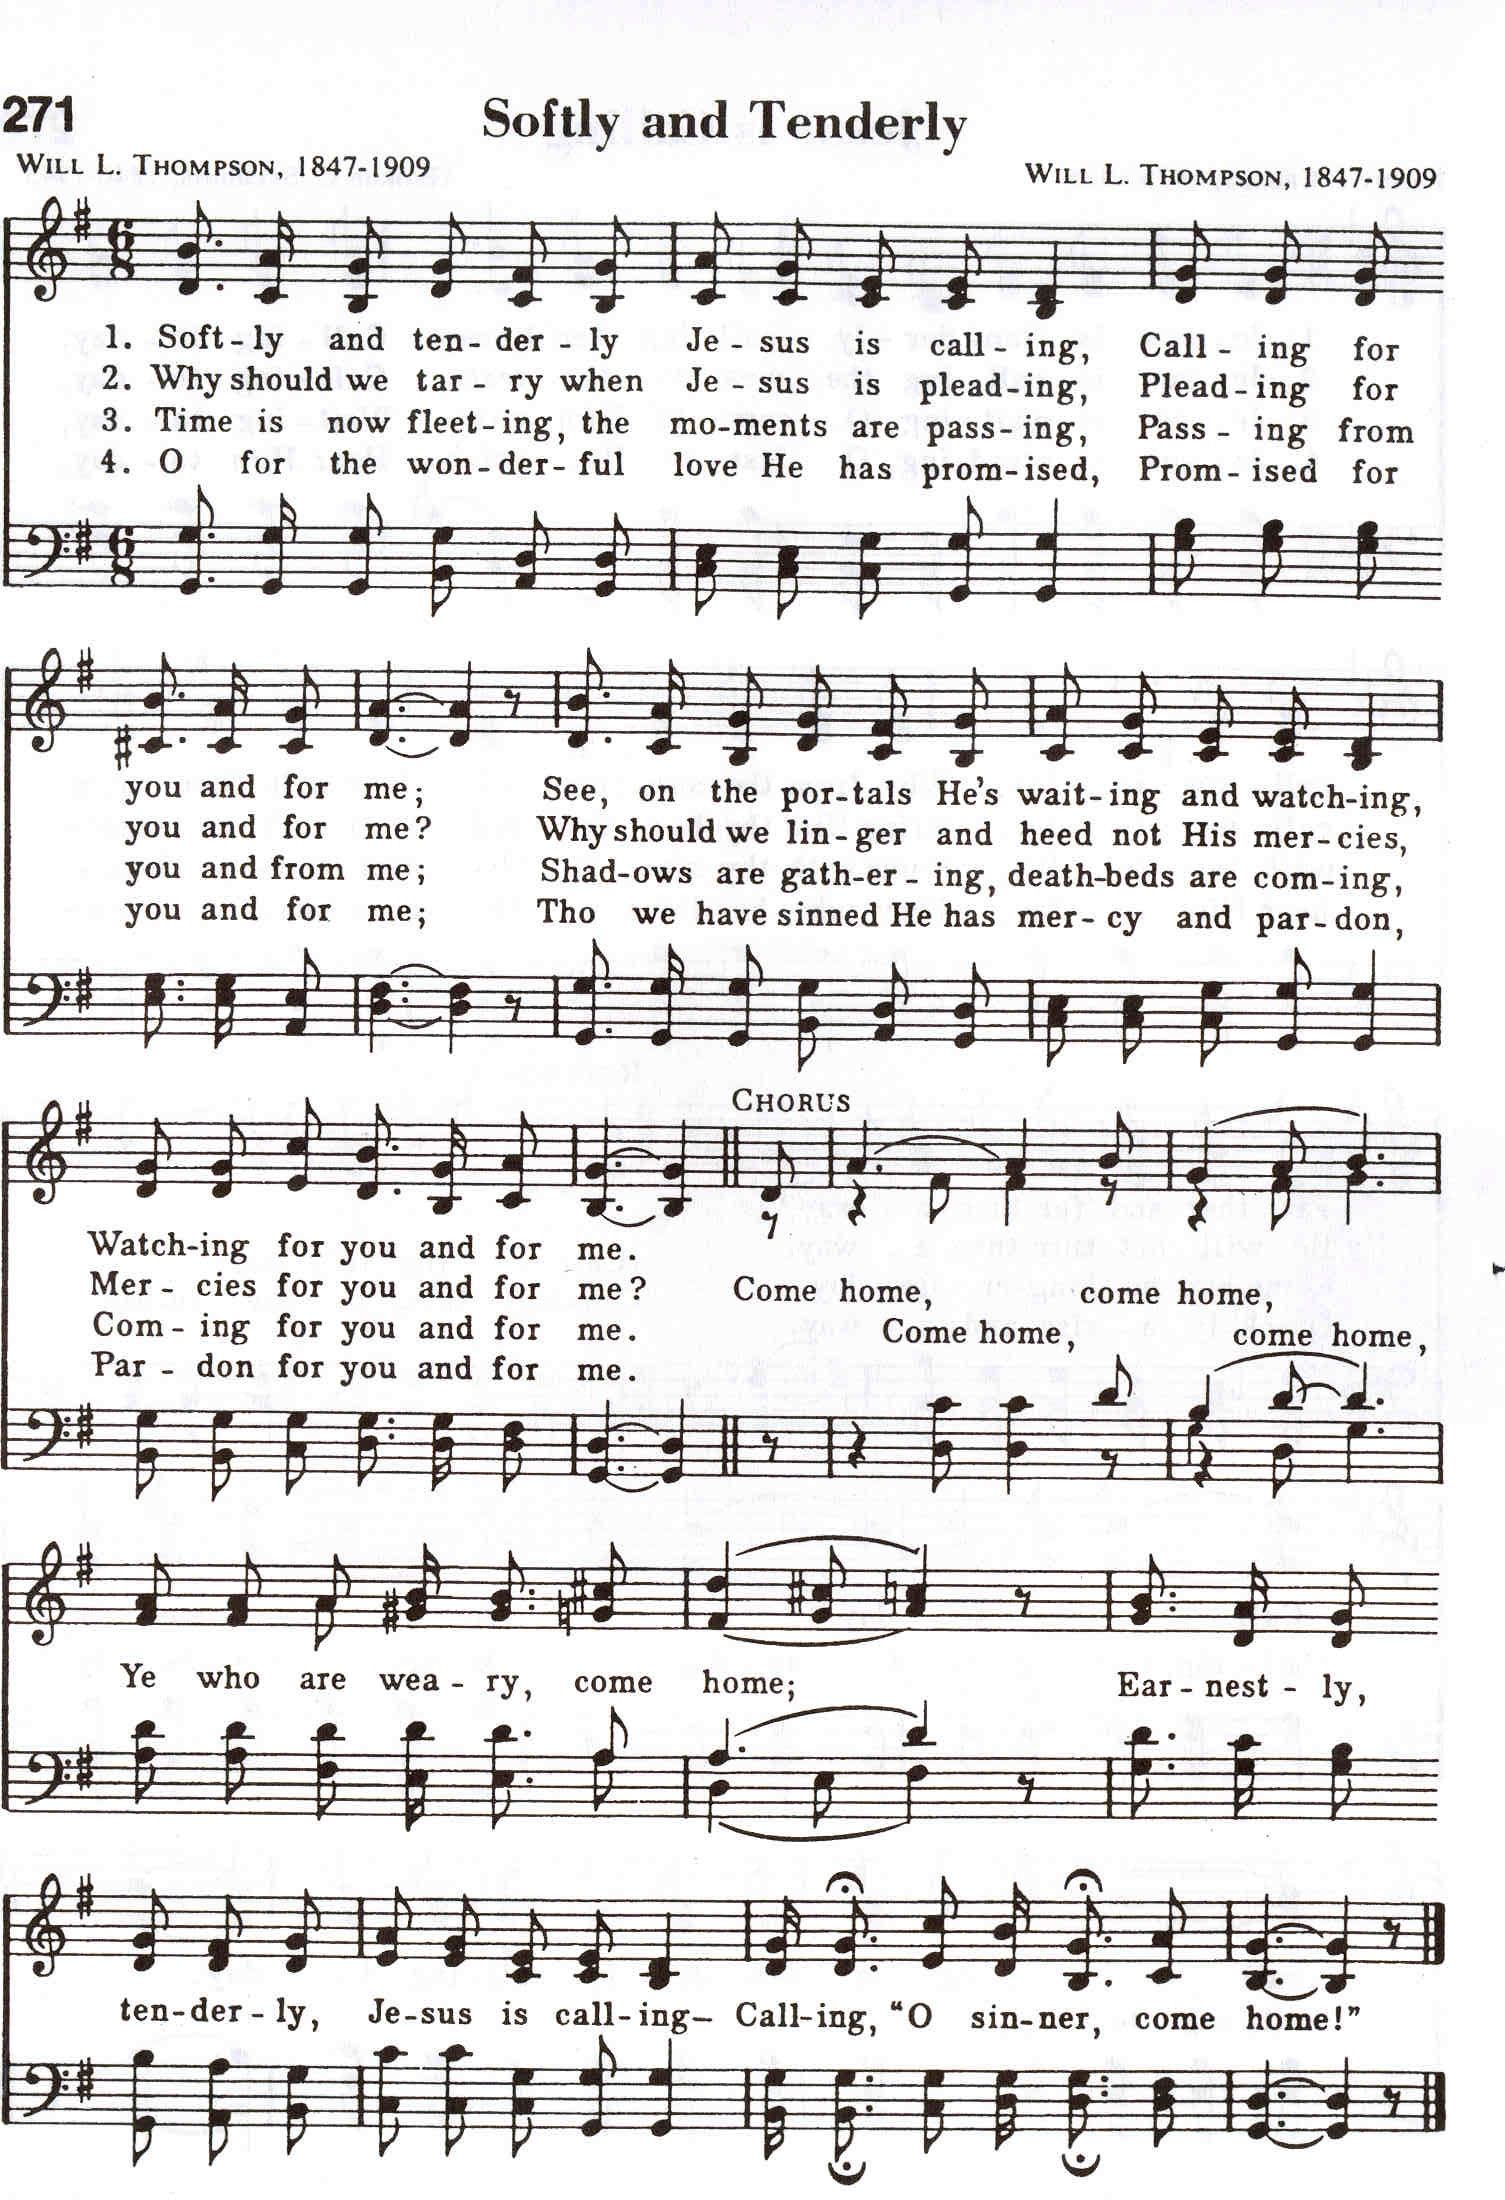 271
Softly and Tenderly
WILL L. THOMPSON, 1847-1909
WILL L. THOMPSON, 1847-1909
6 8
1. Soft-ly and ten-der-ly Je-sus is call-ing, Call-ing for
2. Why should we tar-ry when Je-sus is plead-ing, Plead-ing for
3. Time is now fleet-ing, the mo-ments are pass-ing, Pass-ing from
4. O for the won-der-ful love He has prom-ised, Prom-ised for
6 8
you and for me; See, on the por-tals He's wait-ing and watch-ing,
you and for me? Why should we lin-ger and heed not His mer-cies,
you and from me; Shad-ows are gath-er-ing, death-beds are com-ing,
you and for me; Tho we have sinned He has mer-cy and par-don,
CHORUS
Watch-ing for you and for me.
Mer-cies for you and for me? Come home, come home,
Com-ing for you and for me. Come home, come home,
Par-don for you and for me.
Ye who are wea-ry, come home; Ear-nest-ly,
ten-der-ly, Je-sus is call-ing— Call-ing, "O sin-ner, come home!"